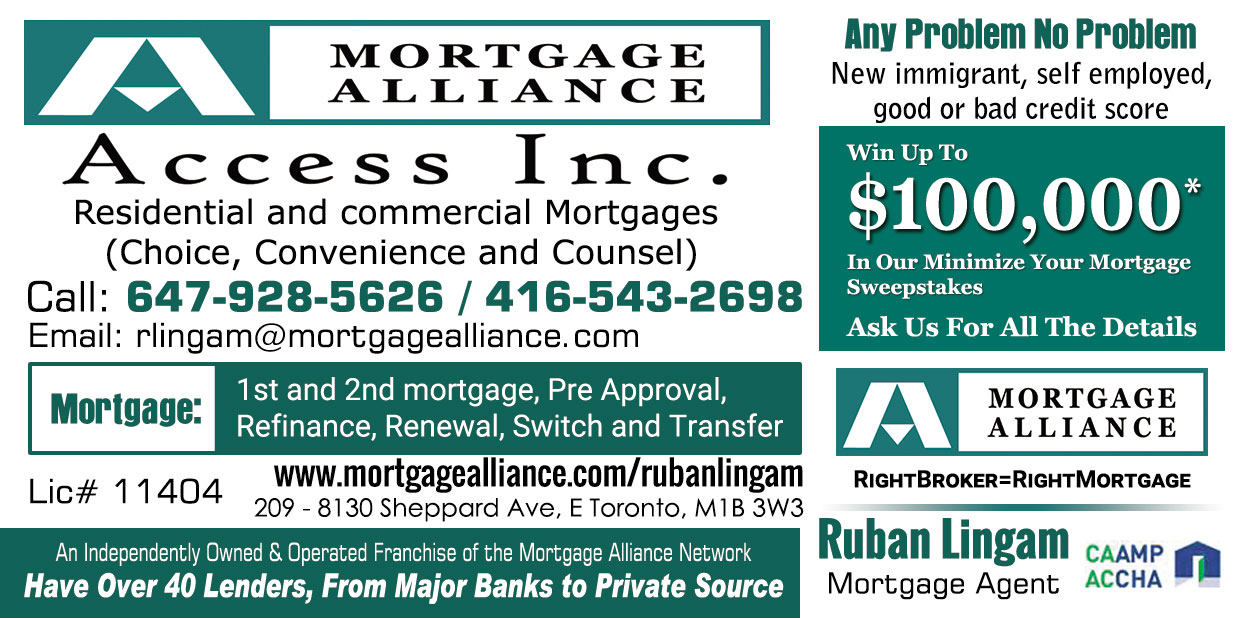 MORTGAGE
ALLIANCE
Access Inc.
Residential and commercial Mortgages
(Choice, Convenience and Counsel)
Call: 647-928-5626 / 416-543-2698
Email: rlingam@mortgagealliance.com
Mortgage:
1st and 2nd mortgage, Pre Approval,
Refinance, Renewal, Switch and Transfer
Lic# 11404
www.mortgagealliance.com/rubanlingam
209 - 8130 Sheppard Ave, E Toronto, M1B 3W3
An Independently Owned & Operated Franchise of the Mortgage Alliance Network
Have Over 40 Lenders, From Major Banks to Private Source
Any Problem No Problem
New immigrant, self employed,
good or bad credit score
Win Up To
$100,000*
In Our Minimize Your Mortgage
Sweepstakes
Ask Us For All The Details
MORTGAGE
ALLIANCE
RIGHTBROKER=RIGHTMORTGAGE
Ruban Lingam
Mortgage Agent
CAAMP
ACCHA